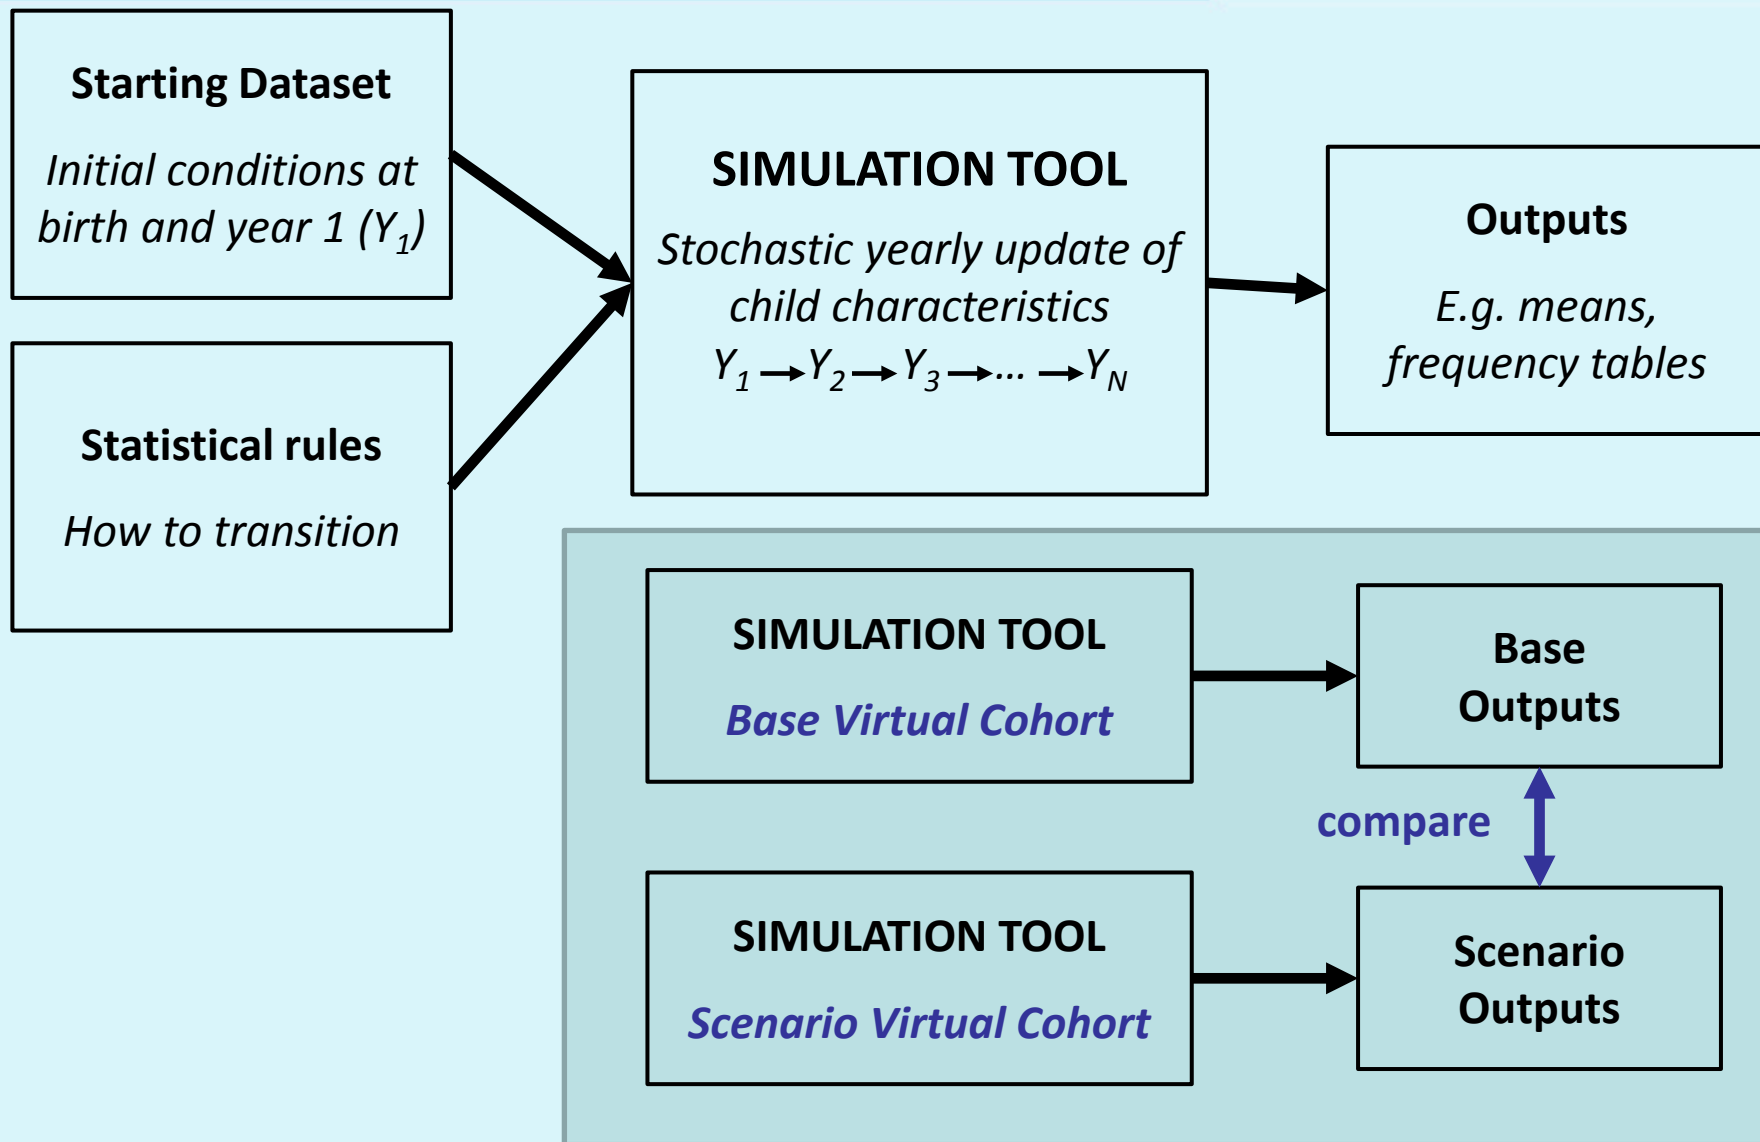 Starting Dataset
Initial conditions at
birth and year 1 (Y₁)
Statistical rules
How to transition
SIMULATION TOOL
Stochastic yearly update of
child characteristics
Y₁ → Y₂ → Y₃ → ... → Y_N
Outputs
E.g. means,
frequency tables
SIMULATION TOOL
Base Virtual Cohort
Base
Outputs
compare
SIMULATION TOOL
Scenario Virtual Cohort
Scenario
Outputs